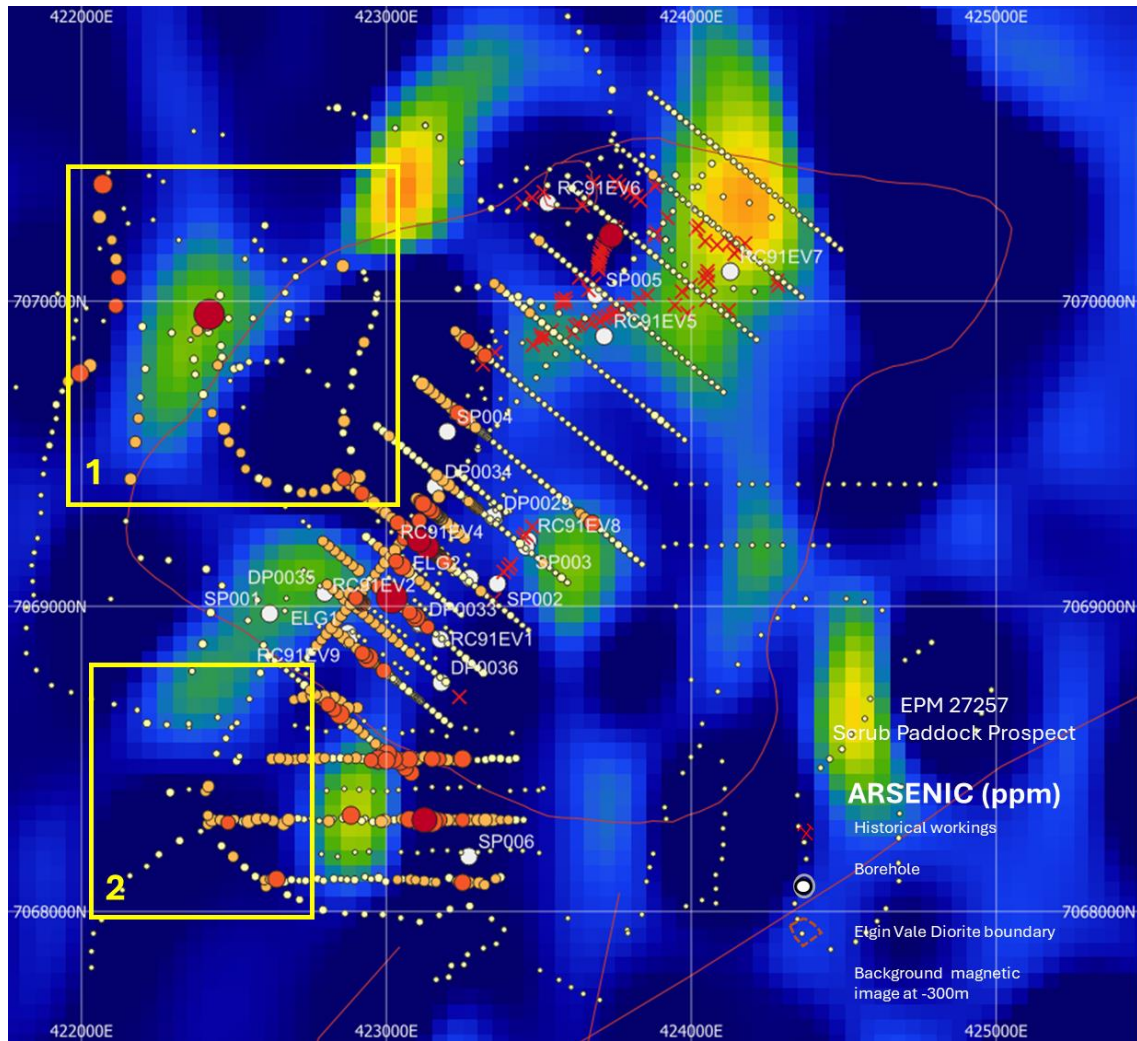 422000E 423000E 424000E 425000E
RC91EV6
RC91EV7
SP005
7070000N 7070000N
RC91EV5
SP004
1
DP0034
DP0029
RC91EV8
RC91EV4
ELG2
SP003
DP0035
RC91EV2
SP001
SP002
7069000N 7069000N
DP0033
ELG1
RC91EV1
RC91EV9
DP0036
EPM 27257
Scrub Paddock Prospect
ARSENIC (ppm)
Historical workings
SP006
Borehole
2
7068000N 7068000N
Elgin Vale Diorite boundary
Background magnetic
image at -300m
422000E 423000E 424000E 425000E